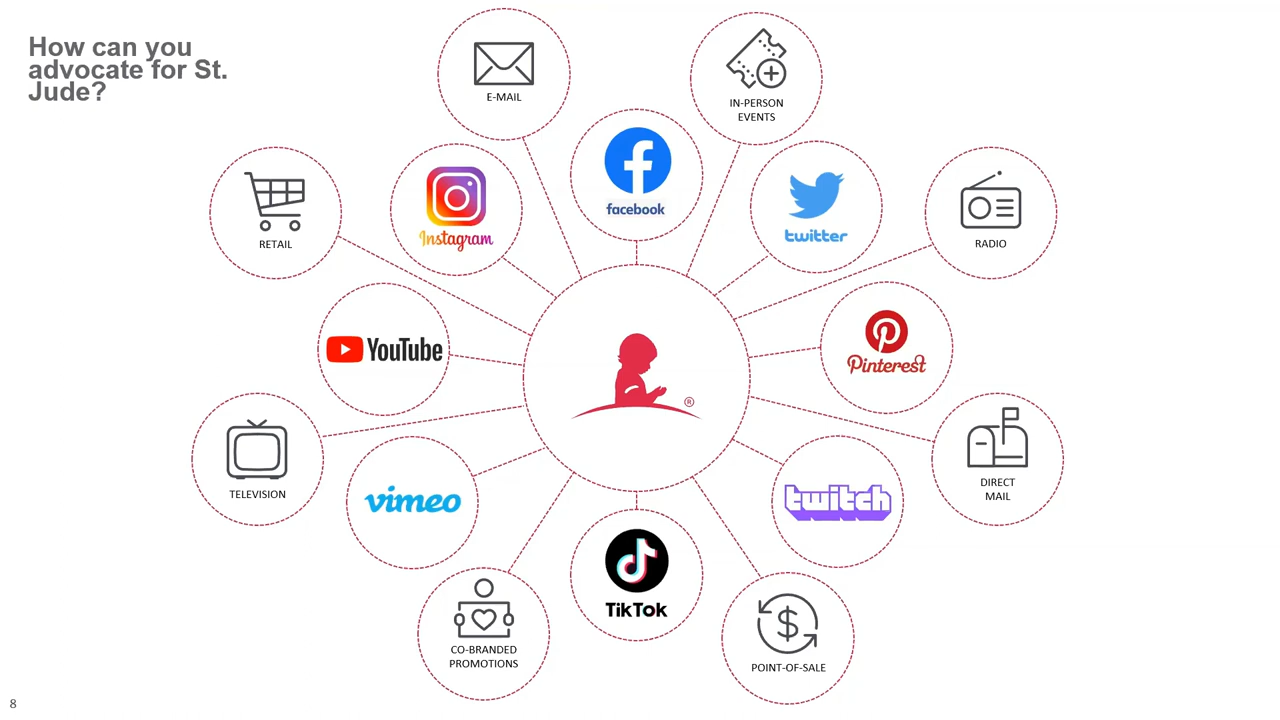 How can you
advocate for St.
Jude?
E-MAIL
IN-PERSON
EVENTS
facebook
Instagram
twitter
RETAIL
RADIO
YouTube
Pinterest
TELEVISION
®
DIRECT
MAIL
vimeo
twitch
TikTok
CO-BRANDED
PROMOTIONS
POINT-OF-SALE
$
8